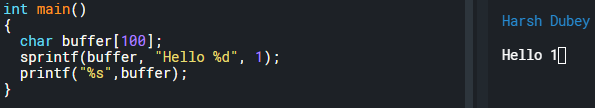 int main()
{
char buffer[100];
sprintf(buffer, "Hello %d", 1);
printf("%s",buffer);
}
Harsh Dubey
Hello 1